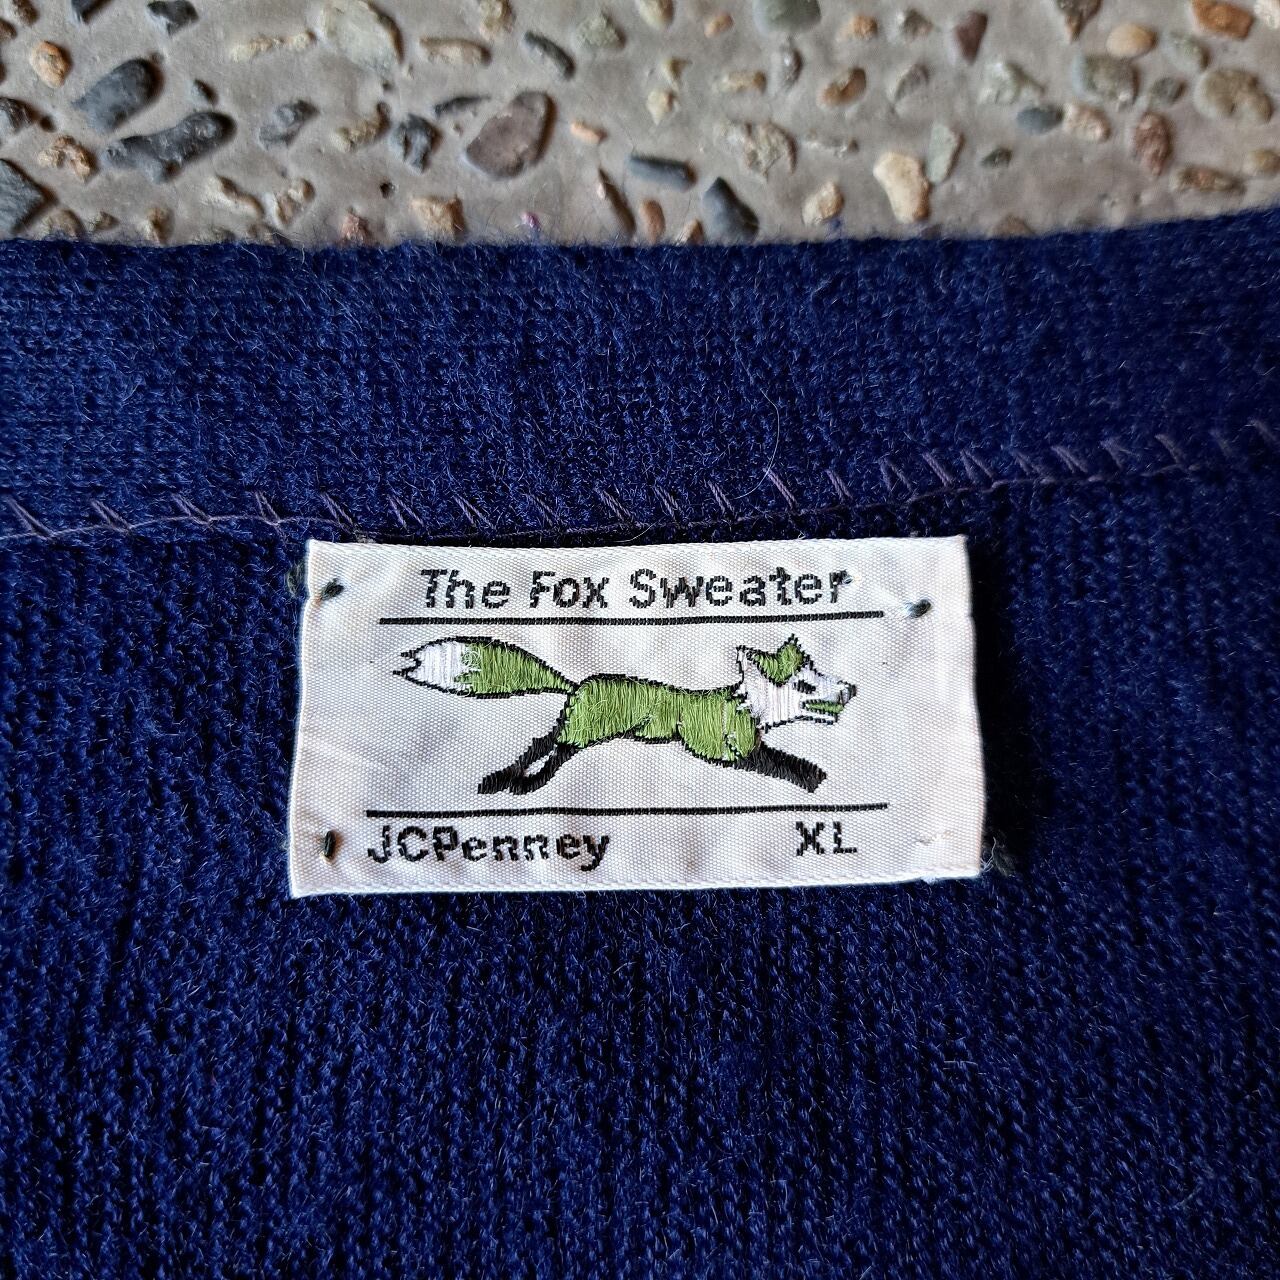 The Fox Sweater
JCPenney XL